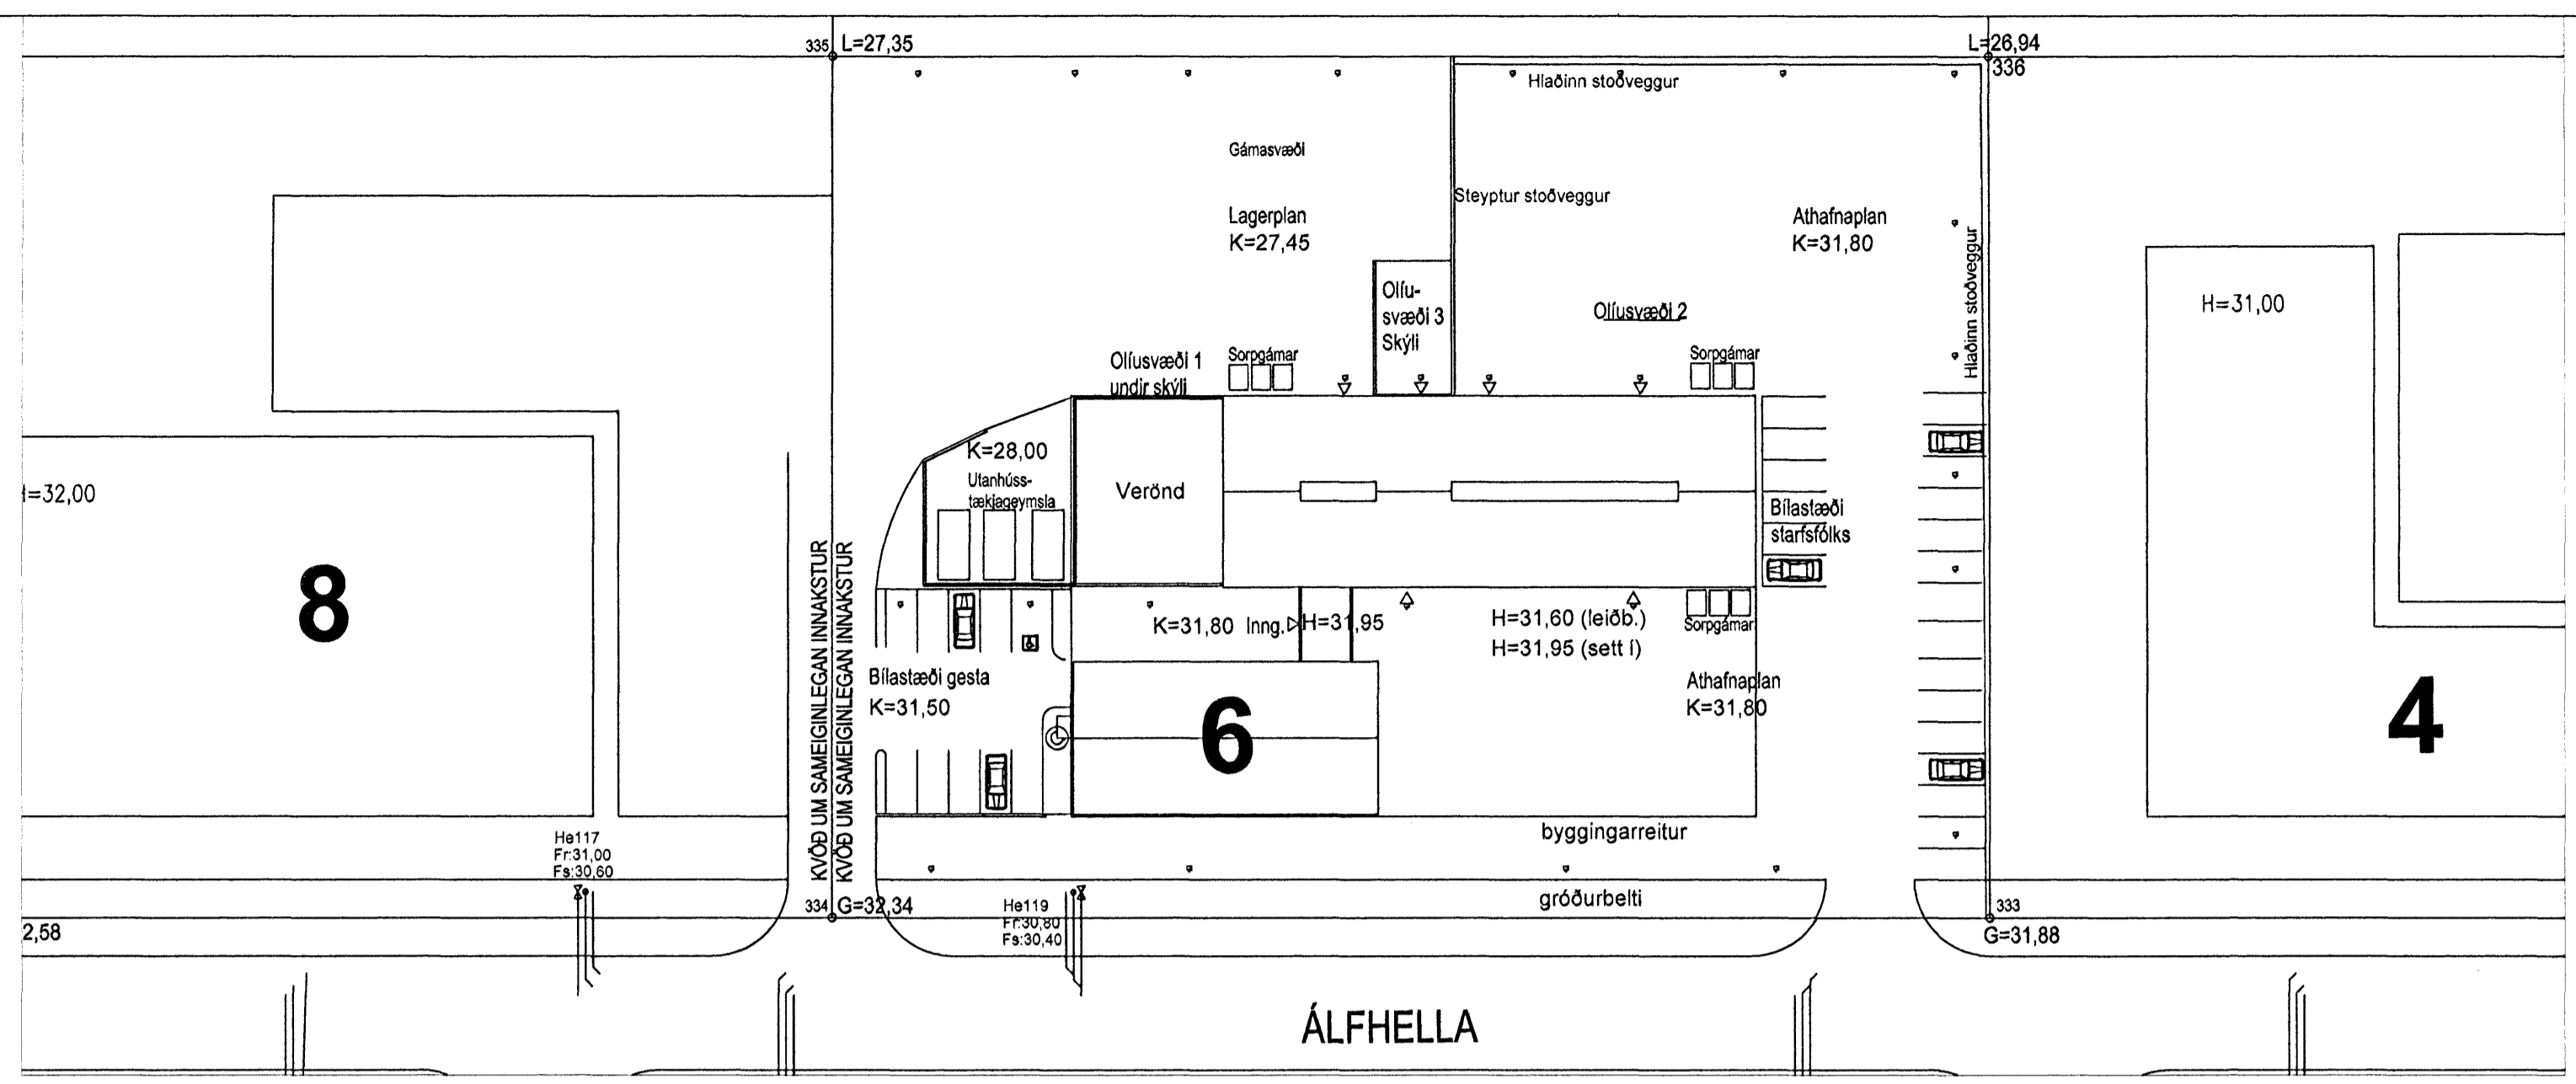 335 L=27,35
L=26,94
336
Hlaðinn stoðveggur
Gámasvæði
Steyptur stoðveggur
Lagerplan
K=27,45
Athafnaplan
K=31,80
Hlaðinn stoðveggur
Olíu-
svæði 3
Skýli
Olíusvæði 2
H=31,00
Olíusvæði 1
undir skýli
Sorpgámar
Sorpgámar
K=28,00
Utanhúss-
tækjageymsla
Verönd
=32,00
Bílastæði
starfsfólks
8
KVÖÐ UM SAMEIGINLEGAN INNAKSTUR
KVÖÐ UM SAMEIGINLEGAN INNAKSTUR
K=31,80 Inng. H=31,95
H=31,60 (leiðb.)
H=31,95 (sett í)
Sorpgámar
Bílastæði gesta
K=31,50
Athafnaplan
K=31,80
6
4
byggingarreitur
He117
Fr:31,00
Fs:30,60
gróðurbelti
334 G=32,34
He119
Fr:30,80
Fs:30,40
333
G=31,88
2,58
ÁLFHELLA